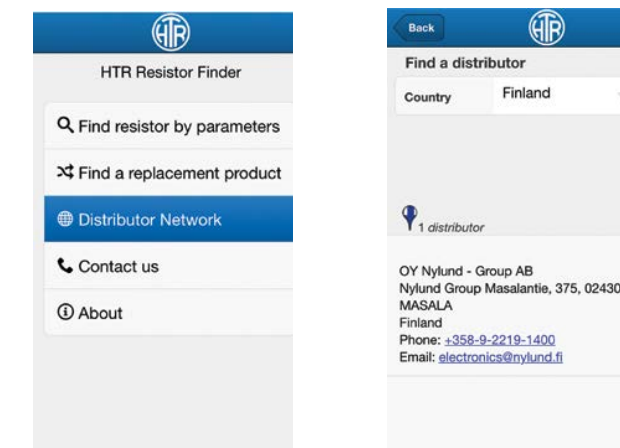 HTR
HTR Resistor Finder
Find resistor by parameters
Find a replacement product
Distributor Network
Contact us
About
Back
HTR
Find a distributor
Country
Finland
1 distributor
OY Nylund - Group AB
Nylund Group Masalantie, 375, 02430
MASALA
Finland
Phone: +358-9-2219-1400
Email: electronics@nylund.fi